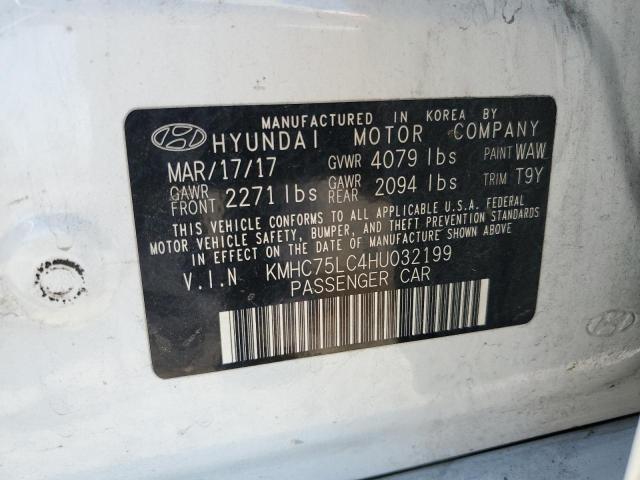 MANUFACTURED IN KOREA BY
HYUNDAI MOTOR COMPANY
MAR/17/17 GVWR 4079 lbs PAINT WAW
GAWR FRONT 2271 lbs GAWR REAR 2094 lbs TRIM T9Y
THIS VEHICLE CONFORMS TO ALL APPLICABLE U.S.A. FEDERAL
MOTOR VEHICLE SAFETY, BUMPER, AND THEFT PREVENTION STANDARDS
IN EFFECT ON THE DATE OF MANUFACTURE SHOWN ABOVE.
V.I.N. KMHC75LC4HU032199
PASSENGER CAR